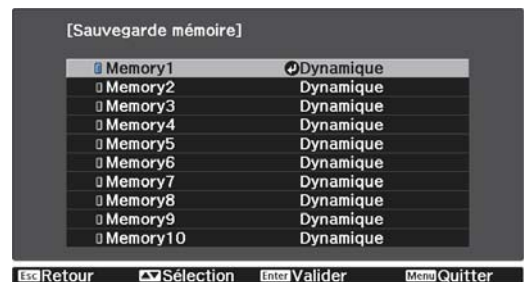 [Sauvegarde mémoire]
Memory1 Dynamique
Memory2 Dynamique
Memory3 Dynamique
Memory4 Dynamique
Memory5 Dynamique
Memory6 Dynamique
Memory7 Dynamique
Memory8 Dynamique
Memory9 Dynamique
Memory10 Dynamique
Esc Retour Sélection Enter Valider Menu Quitter